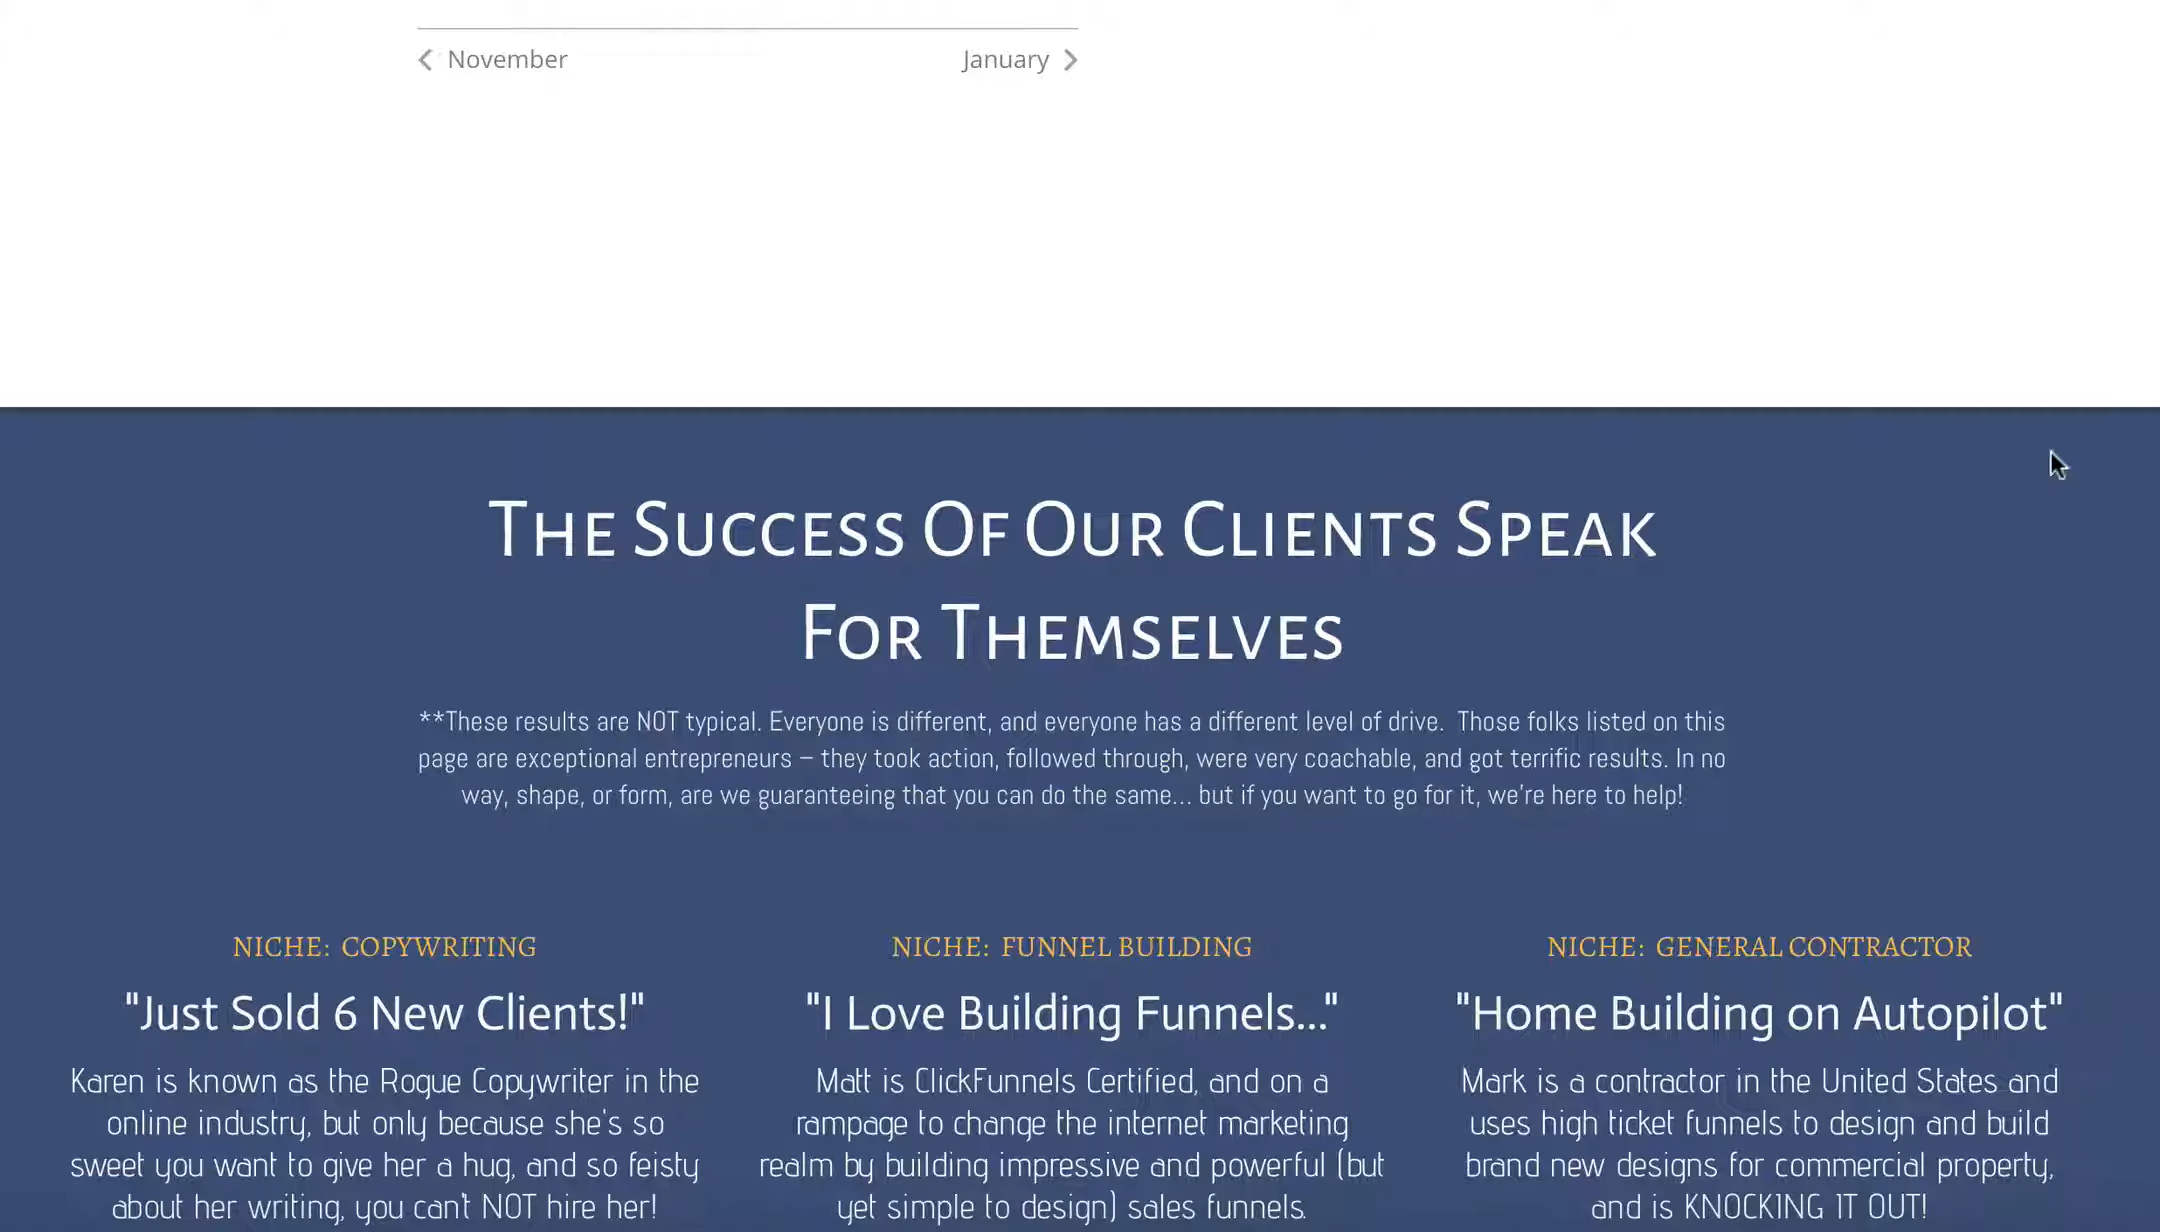 November
January
The Success Of Our Clients Speak
For Themselves
**These results are NOT typical. Everyone is different, and everyone has a different level of drive.  Those folks listed on this
page are exceptional entrepreneurs – they took action, followed through, were very coachable, and got terrific results. In no
way, shape, or form, are we guaranteeing that you can do the same... but if you want to go for it, we're here to help!
NICHE: COPYWRITING
"Just Sold 6 New Clients!"
Karen is known as the Rogue Copywriter in the
online industry, but only because she's so
sweet you want to give her a hug, and so feisty
about her writing, you can't NOT hire her!
NICHE: FUNNEL BUILDING
"I Love Building Funnels..."
Matt is ClickFunnels Certified, and on a
rampage to change the internet marketing
realm by building impressive and powerful (but
yet simple to design) sales funnels.
NICHE: GENERAL CONTRACTOR
"Home Building on Autopilot"
Mark is a contractor in the United States and
uses high ticket funnels to design and build
brand new designs for commercial property,
and is KNOCKING IT OUT!